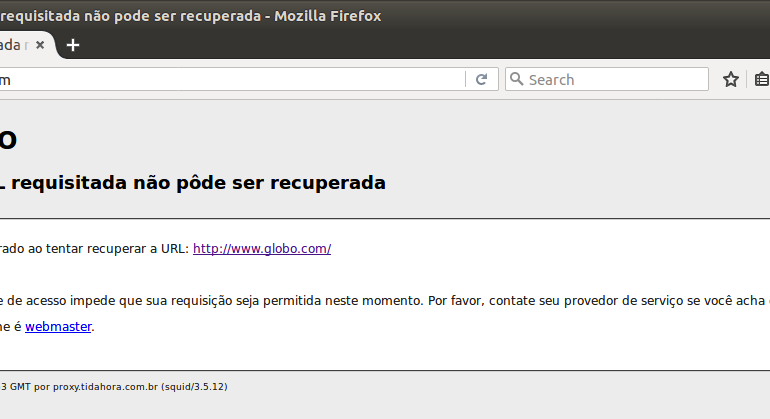 requisitada não pode ser recuperada - Mozilla Firefox
ada
m
Search
O
L requisitada não pôde ser recuperada
rado ao tentar recuperar a URL: http://www.globo.com/
e de acesso impede que sua requisição seja permitida neste momento. Por favor, contate seu provedor de serviço se você acha
ne é webmaster.
3 GMT por proxy.tidahora.com.br (squid/3.5.12)